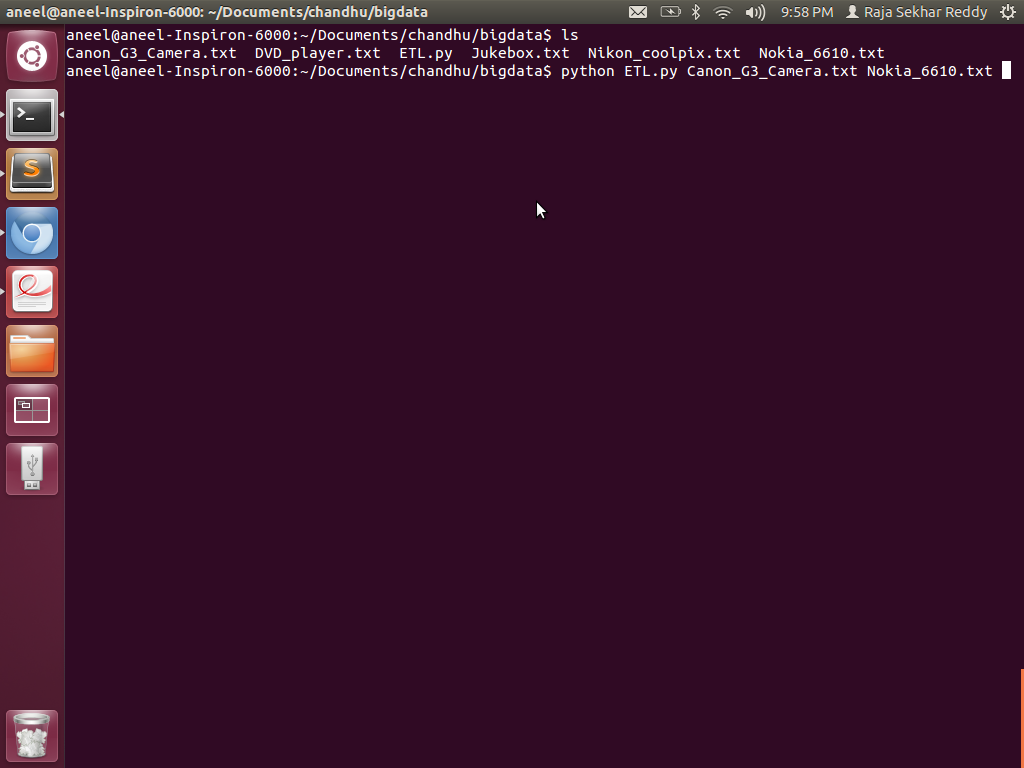 aneel@aneel-Inspiron-6000: ~/Documents/chandhu/bigdata 9:58 PM Raja Sekhar Reddy
aneel@aneel-Inspiron-6000:~/Documents/chandhu/bigdata$ ls
Canon_G3_Camera.txt DVD_player.txt ETL.py Jukebox.txt Nikon_coolpix.txt Nokia_6610.txt
aneel@aneel-Inspiron-6000:~/Documents/chandhu/bigdata$ python ETL.py Canon_G3_Camera.txt Nokia_6610.txt